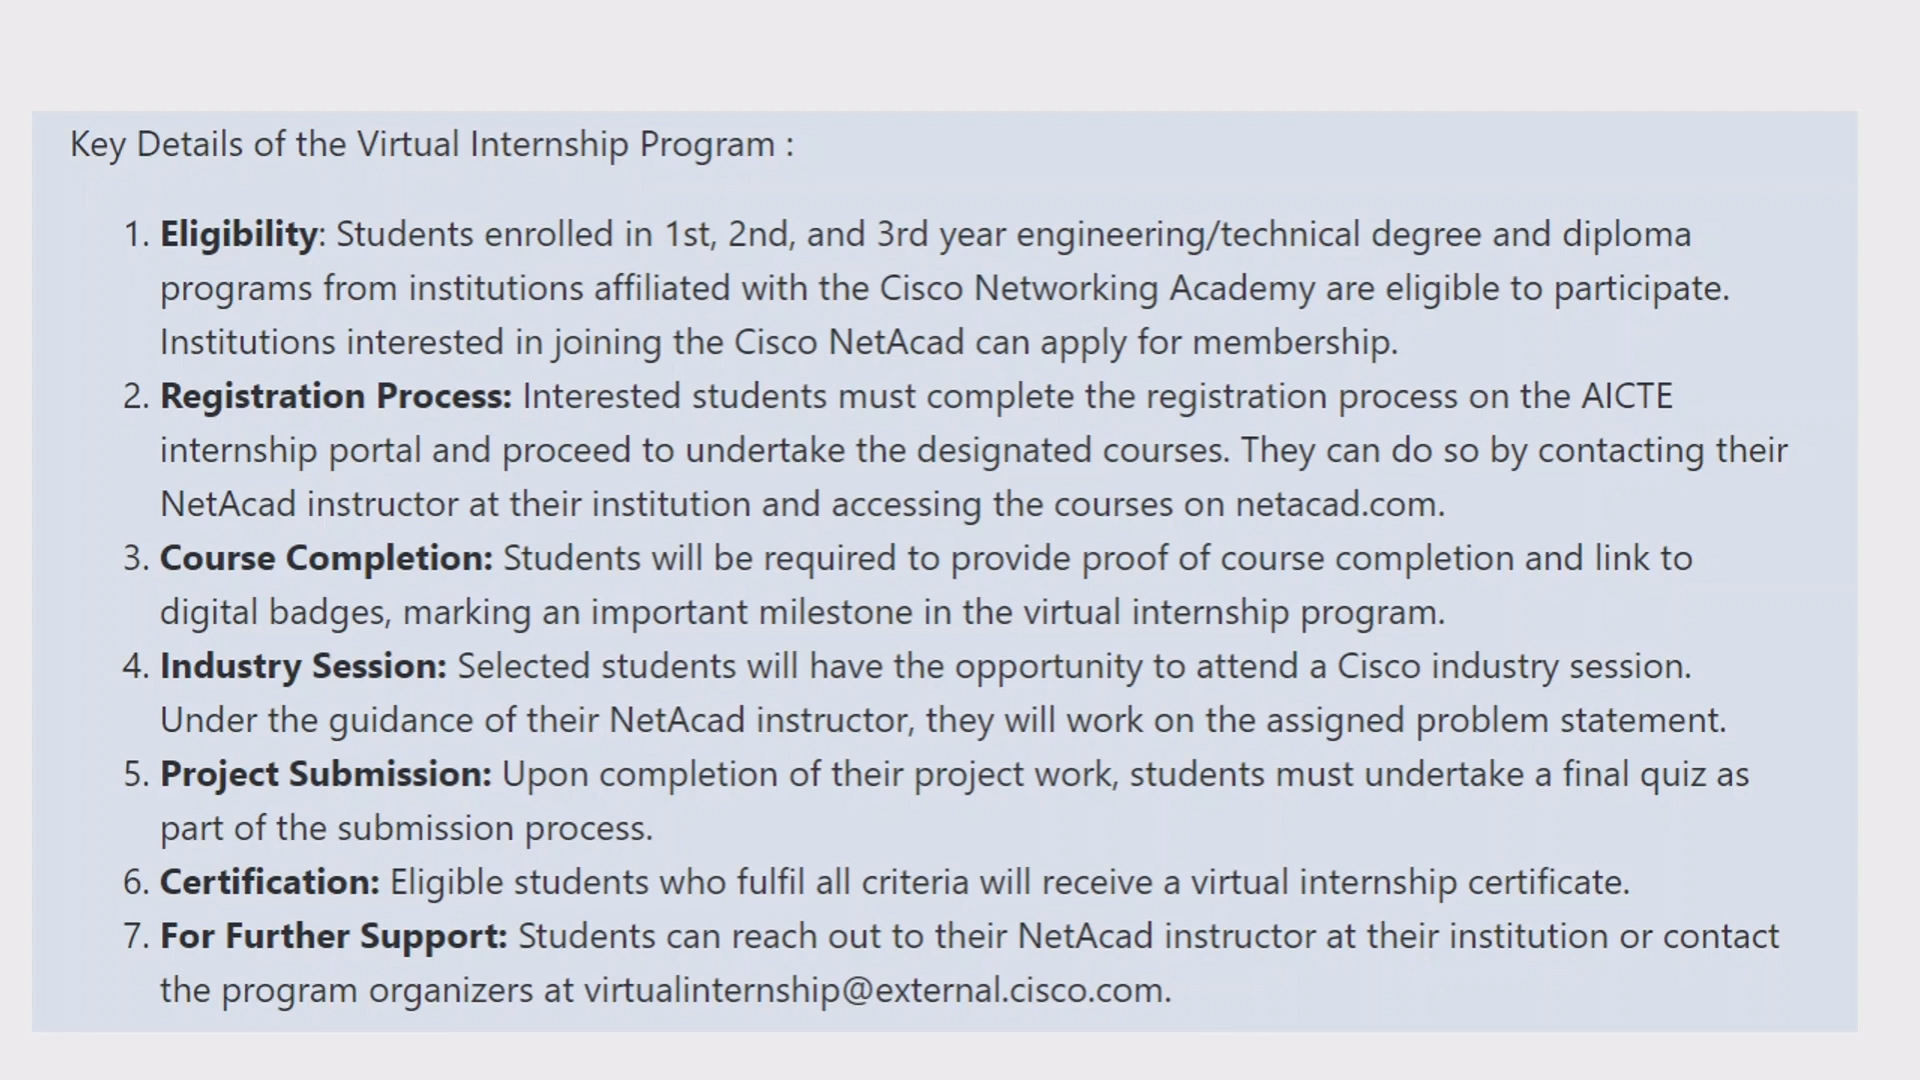 Key Details of the Virtual Internship Program :
1. Eligibility: Students enrolled in 1st, 2nd, and 3rd year engineering/technical degree and diploma
programs from institutions affiliated with the Cisco Networking Academy are eligible to participate.
Institutions interested in joining the Cisco NetAcad can apply for membership.
2. Registration Process: Interested students must complete the registration process on the AICTE
internship portal and proceed to undertake the designated courses. They can do so by contacting their
NetAcad instructor at their institution and accessing the courses on netacad.com.
3. Course Completion: Students will be required to provide proof of course completion and link to
digital badges, marking an important milestone in the virtual internship program.
4. Industry Session: Selected students will have the opportunity to attend a Cisco industry session.
Under the guidance of their NetAcad instructor, they will work on the assigned problem statement.
5. Project Submission: Upon completion of their project work, students must undertake a final quiz as
part of the submission process.
6. Certification: Eligible students who fulfil all criteria will receive a virtual internship certificate.
7. For Further Support: Students can reach out to their NetAcad instructor at their institution or contact
the program organizers at virtualinternship@external.cisco.com.